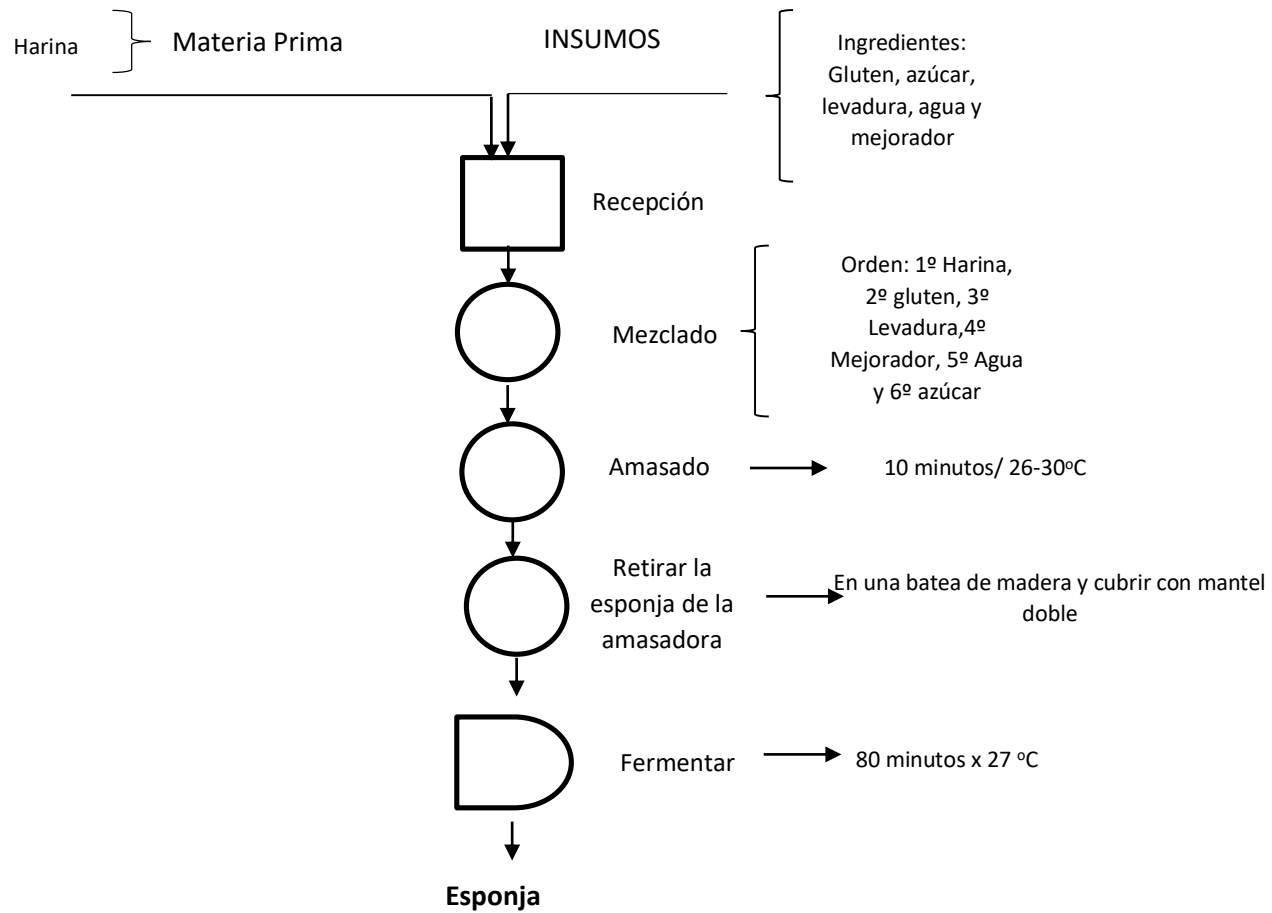 Harina
Materia Prima
INSUMOS
Ingredientes:
Gluten, azúcar,
levadura, agua y
mejorador
Recepción
Mezclado
Orden: 1º Harina,
2º gluten, 3º
Levadura,4º
Mejorador, 5º Agua
y 6º azúcar
Amasado
10 minutos/ 26-30ºC
Retirar la
esponja de la
amasadora
En una batea de madera y cubrir con mantel
doble
Fermentar
80 minutos x 27 ºC
Esponja